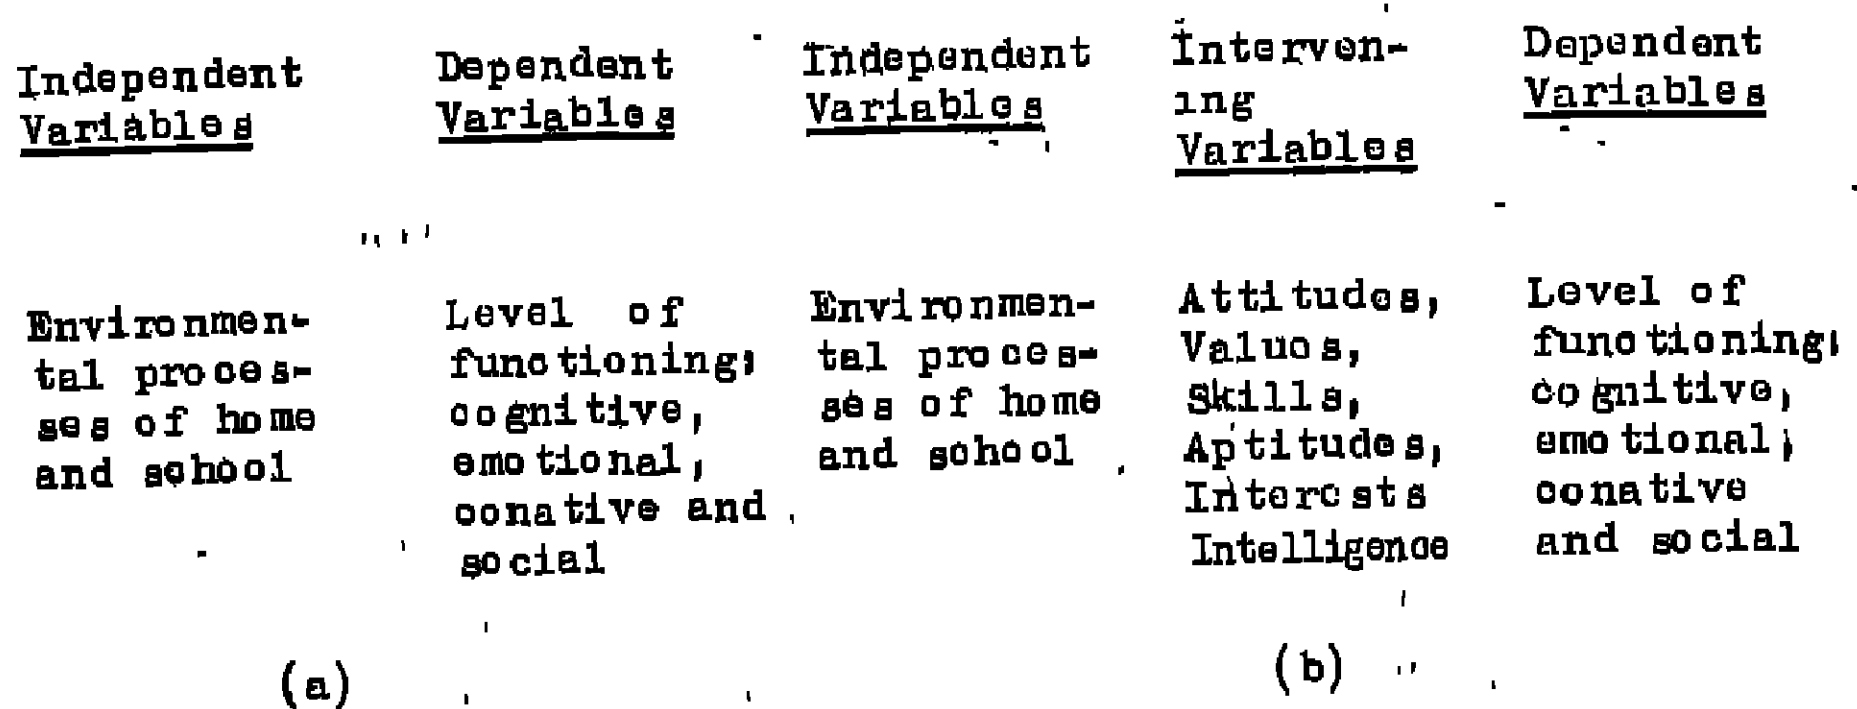 Independent
Variables
Environmen-
tal proces-
ses of home
and school
Dependent
Variables
Level of
functioning;
cognitive,
emotional,
conative and
social
(a)
Independent
Variables
Environmen-
tal proces-
ses of home
and school
Interven-
ing
Variables
Attitudes,
Values,
Skills,
Aptitudes,
Interests
Intelligence
Dependent
Variables
Level of
functioning;
cognitive,
emotional,
conative
and social
(b)